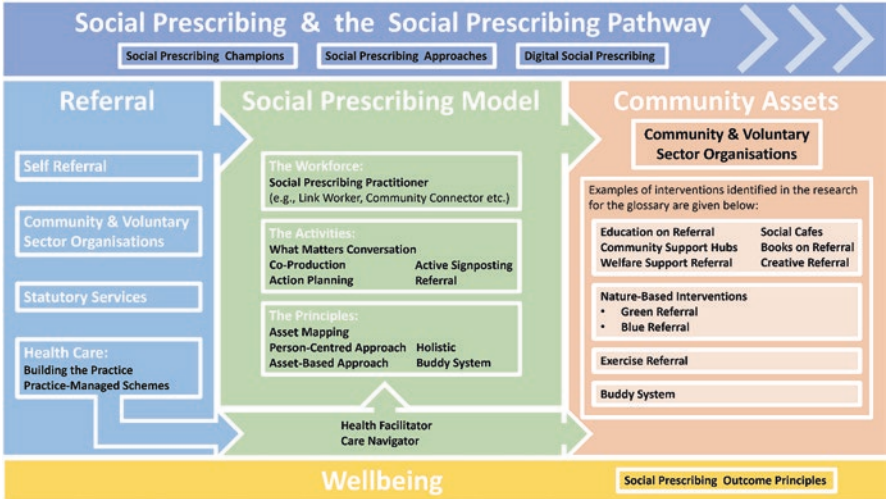 Social Prescribing & the Social Prescribing Pathway
Social Prescribing Champions
Social Prescribing Approaches
Digital Social Prescribing
Referral
Self Referral
Community & Voluntary
Sector Organisations
Statutory Services
Health Care:
Building the Practice
Practice-Managed Schemes
Social Prescribing Model
The Workforce:
Social Prescribing Practitioner
(e.g., Link Worker, Community Connector etc.)
The Activities:
What Matters Conversation
Co-Production
Active Signposting
Action Planning
Referral
The Principles:
Asset Mapping
Person-Centred Approach
Holistic
Asset-Based Approach
Buddy System
Health Facilitator
Care Navigator
Community Assets
Community & Voluntary
Sector Organisations
Examples of interventions identified in the research
for the glossary are given below:
Education on Referral
Social Cafes
Community Support Hubs
Books on Referral
Welfare Support Referral
Creative Referral
Nature-Based Interventions
• Green Referral
• Blue Referral
Exercise Referral
Buddy System
Wellbeing
Social Prescribing Outcome Principles